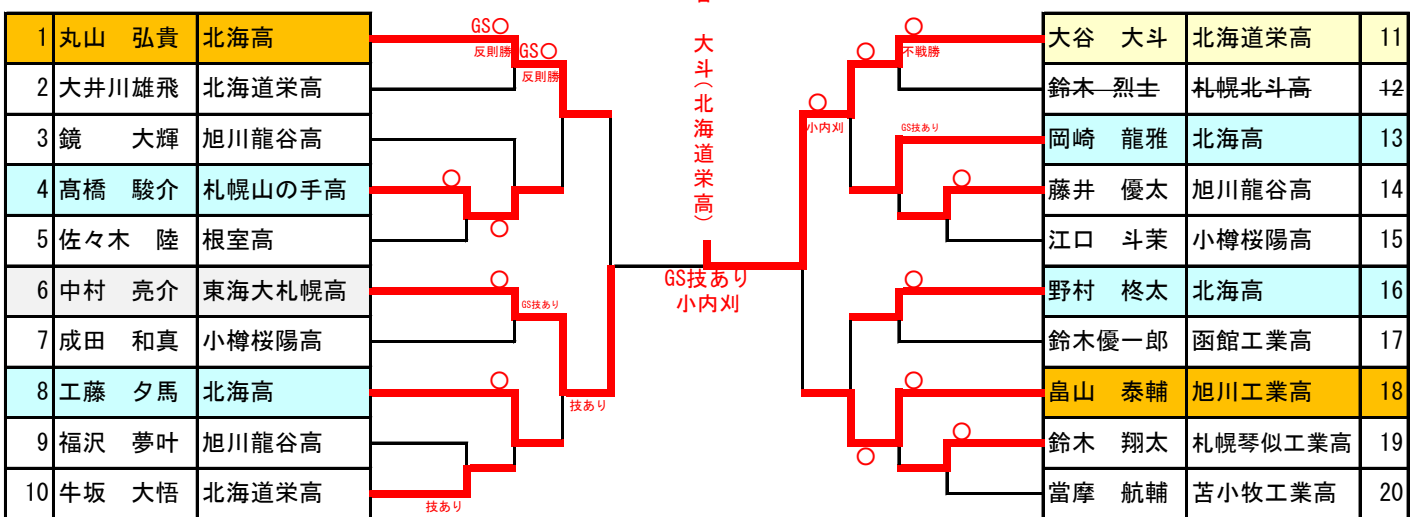 1 丸山 弘貴 北海高
2 大井川雄飛 北海道栄高
3 鏡 大輝 旭川龍谷高
4 髙橋 駿介 札幌山の手高
5 佐々木 陸 根室高
6 中村 亮介 東海大札幌高
7 成田 和真 小樽桜陽高
8 工藤 夕馬 北海高
9 福沢 夢叶 旭川龍谷高
10 牛坂 大悟 北海道栄高
GS○
反則勝
GS○
反則勝
○
○
○
GS技あり
○
技あり
技あり
大斗(北海道栄高)
GS技あり
小内刈
○
不戦勝
○
○
小内刈
GS技あり
○
○
○
○
○
大谷 大斗 北海道栄高 11
鈴木 烈士 札幌北斗高 12
岡崎 龍雅 北海高 13
藤井 優太 旭川龍谷高 14
江口 斗茉 小樽桜陽高 15
野村 柊太 北海高 16
鈴木優一郎 函館工業高 17
畠山 泰輔 旭川工業高 18
鈴木 翔太 札幌琴似工業高 19
當摩 航輔 苫小牧工業高 20